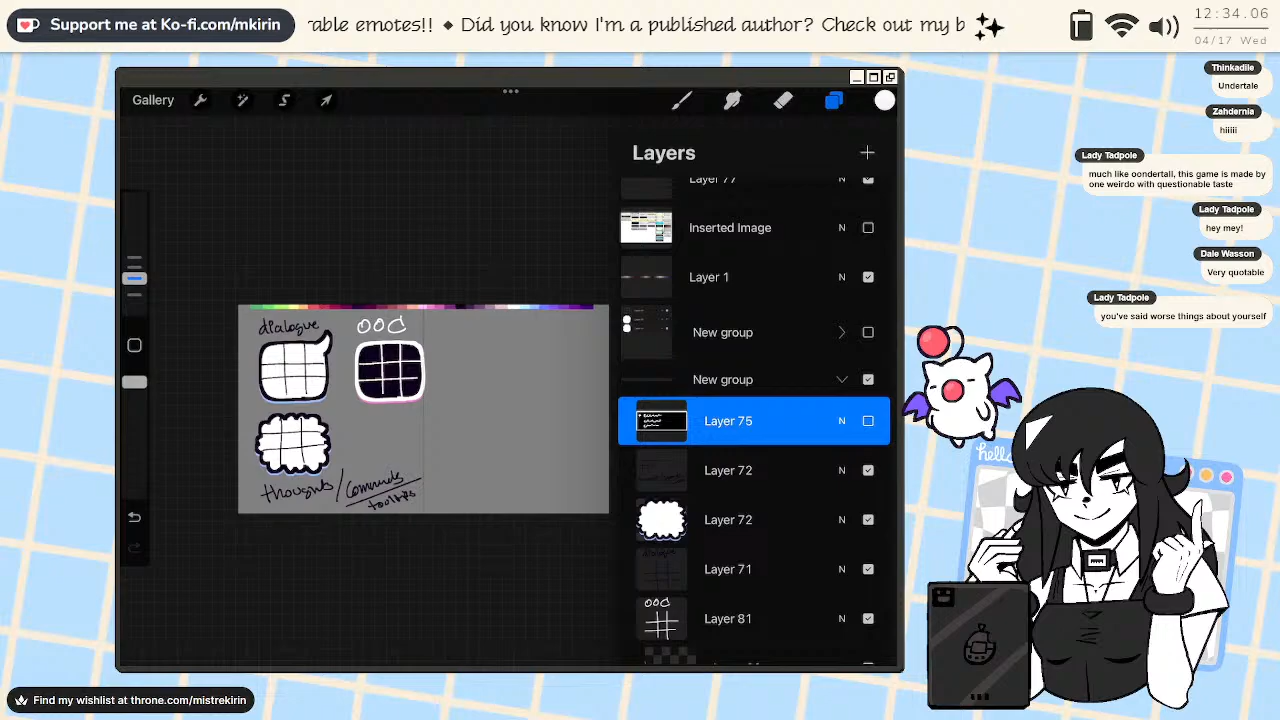 Support me at Ko-fi.com/mkirin
able emotes!! ◆ Did you know I'm a published author? Check out my b
12:34.06
04/17 Wed
Thinkadile
Undertale
Zahdernia
hiiiii
Lady Tadpole
much like oondertall, this game is made by
one weirdo with questionable taste
Lady Tadpole
hey mey!
Dale Wasson
Very quotable
Lady Tadpole
you've said worse things about yourself
Gallery
Layers
Layer 77
N
Inserted Image
N
Layer 1
N
New group
New group
Layer 75
N
Layer 72
N
Layer 72
N
Layer 71
N
Layer 81
N
dialogue
OOC
thoughts / commands
tooltips
hello
Find my wishlist at throne.com/mistrekirin